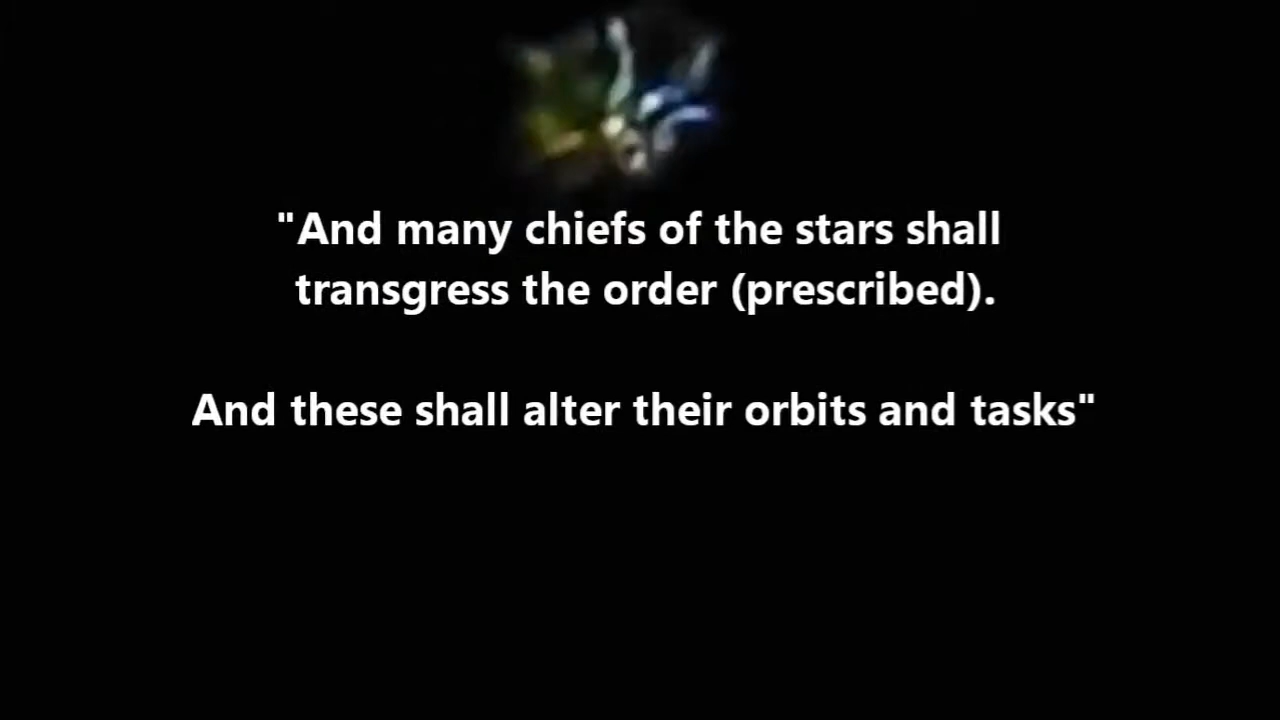 "And many chiefs of the stars shall
transgress the order (prescribed).
And these shall alter their orbits and tasks"